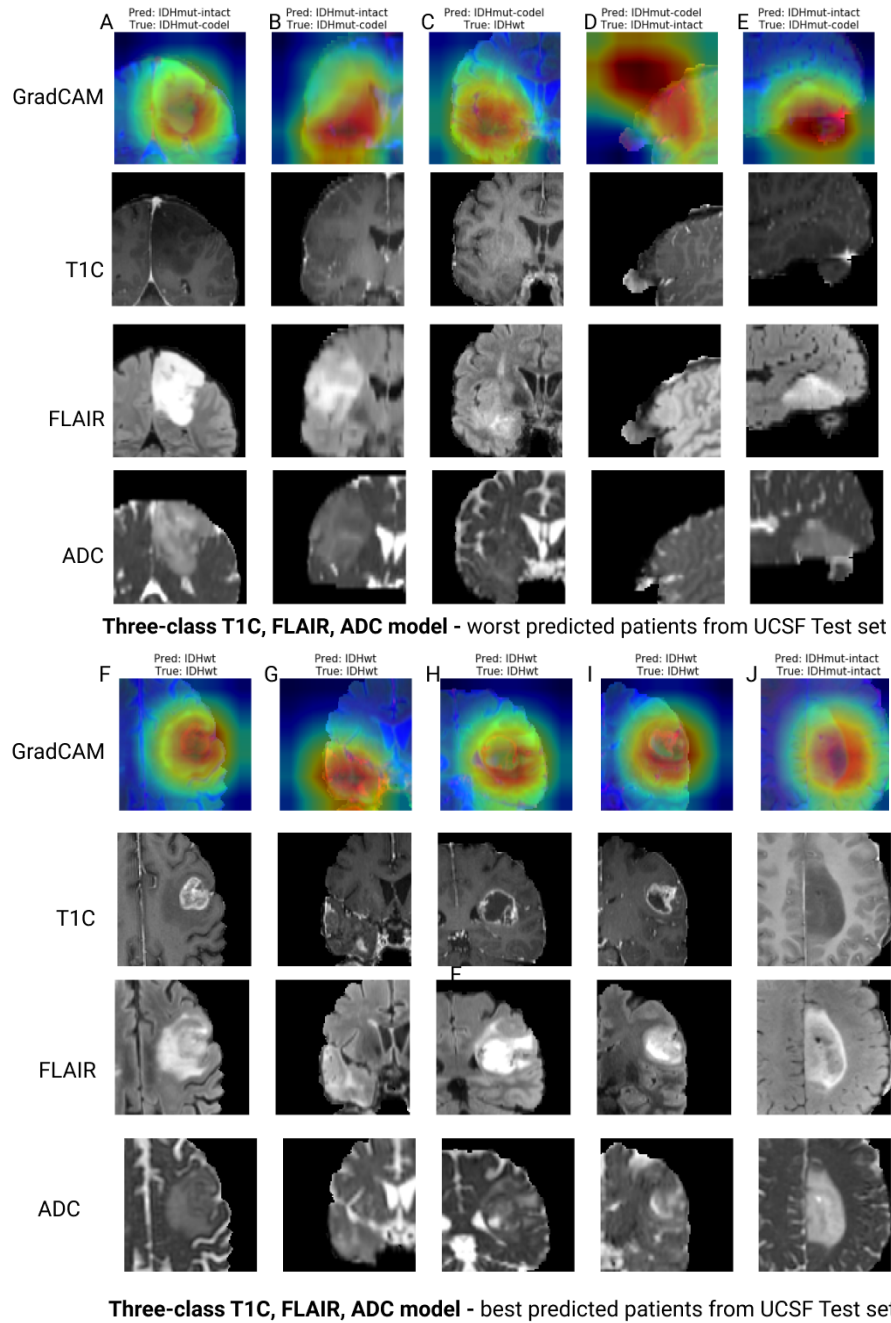 A Pred: IDHmut-intact B Pred: IDHmut-intact C Pred: IDHmut-codel D Pred: IDHmut-codel E Pred: IDHmut-intact
True: IDHmut-codel True: IDHmut-codel True: IDHwt True: IDHmut-intact True: IDHmut-codel
GradCAM
T1C
FLAIR
ADC
Three-class T1C, FLAIR, ADC model - worst predicted patients from UCSF Test set
F Pred: IDHwt G Pred: IDHwt H Pred: IDHwt I Pred: IDHwt J Pred: IDHmut-intact
True: IDHwt True: IDHwt True: IDHwt True: IDHwt True: IDHmut-intact
GradCAM
T1C
FLAIR
ADC
Three-class T1C, FLAIR, ADC model - best predicted patients from UCSF Test set